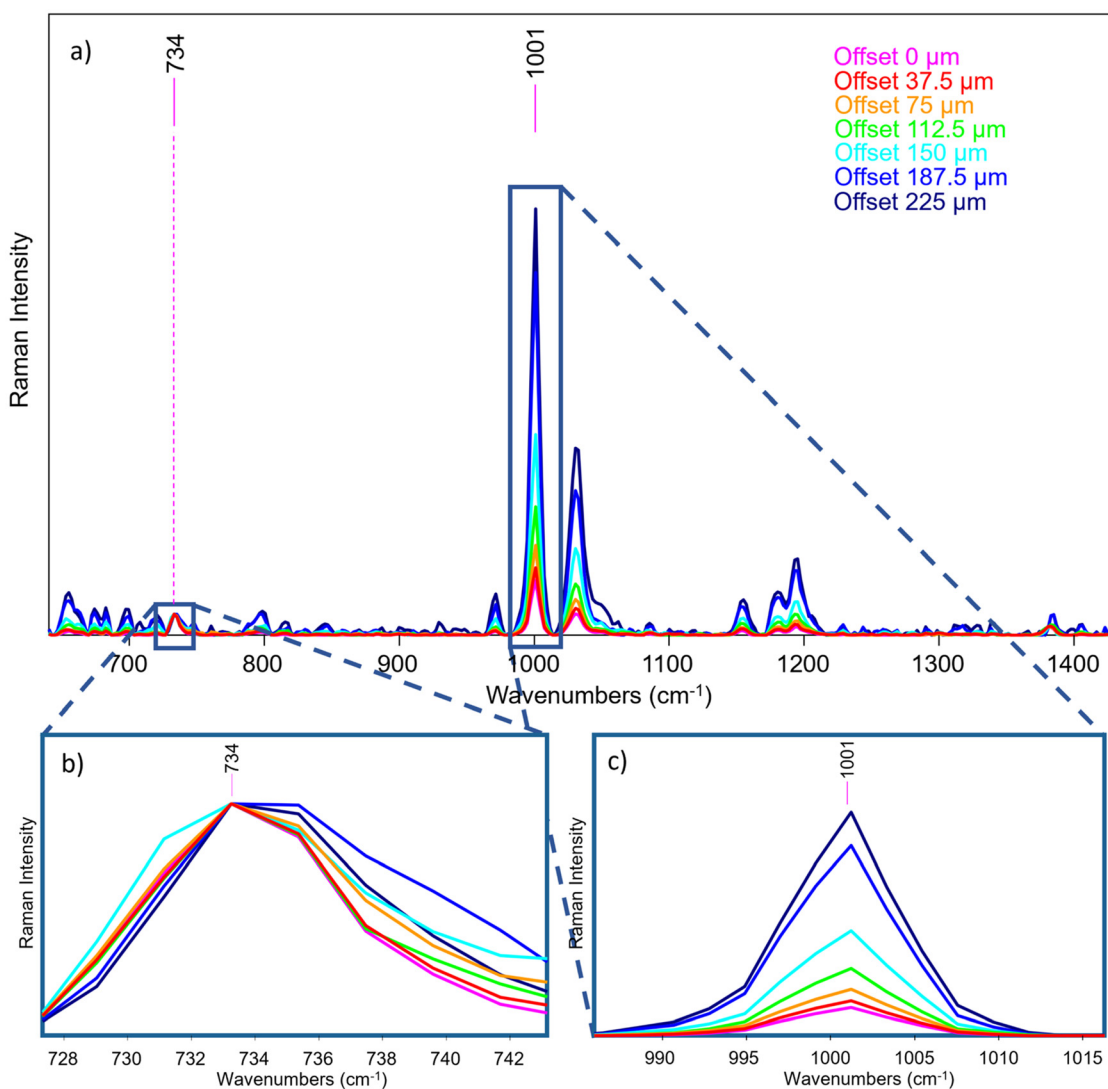 a)
734
1001
Offset 0 µm
Offset 37.5 µm
Offset 75 µm
Offset 112.5 µm
Offset 150 µm
Offset 187.5 µm
Offset 225 µm
Raman Intensity
700 800 900 1000 1100 1200 1300 1400
Wavenumbers (cm-1)
b)
734
Raman Intensity
728 730 732 734 736 738 740 742
Wavenumbers (cm-1)
c)
1001
Raman Intensity
990 995 1000 1005 1010 1015
Wavenumbers (cm-1)